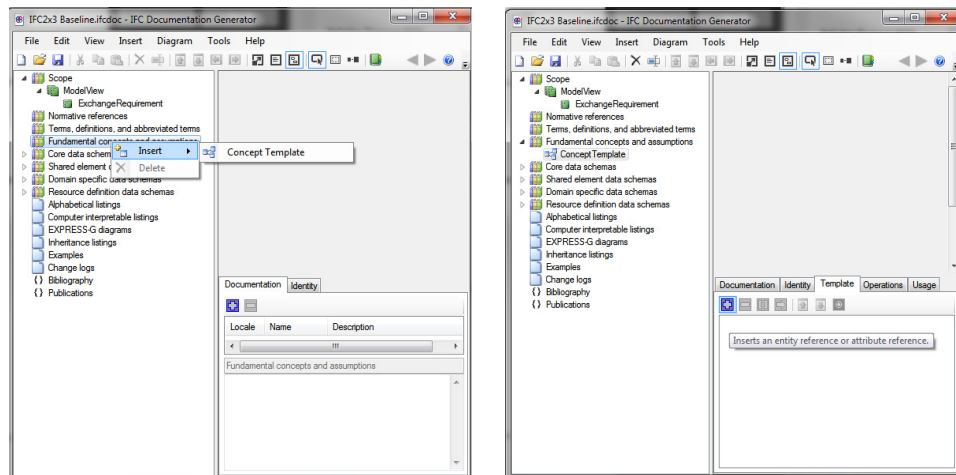 IFC2x3 Baseline.ifcdoc - IFC Documentation Generator
File Edit View Insert Diagram Tools Help
Scope
ModelView
ExchangeRequirement
Normative references
Terms, definitions, and abbreviated terms
Fundamental concepts and assumptions
Insert
Concept Template
Core data schem
Delete
Shared element
Domain specific data schemas
Resource definition data schemas
Alphabetical listings
Computer interpretable listings
EXPRESS-G diagrams
Inheritance listings
Examples
Change logs
Bibliography
Publications
Documentation Identity
Locale Name Description
Fundamental concepts and assumptions
IFC2x3 Baseline.ifcdoc - IFC Documentation Generator
File Edit View Insert Diagram Tools Help
Scope
ModelView
ExchangeRequirement
Normative references
Terms, definitions, and abbreviated terms
Fundamental concepts and assumptions
ConceptTemplate
Core data schemas
Shared element data schemas
Domain specific data schemas
Resource definition data schemas
Alphabetical listings
Computer interpretable listings
EXPRESS-G diagrams
Inheritance listings
Examples
Change logs
Bibliography
Publications
Documentation Identity Template Operations Usage
Inserts an entity reference or attribute reference.